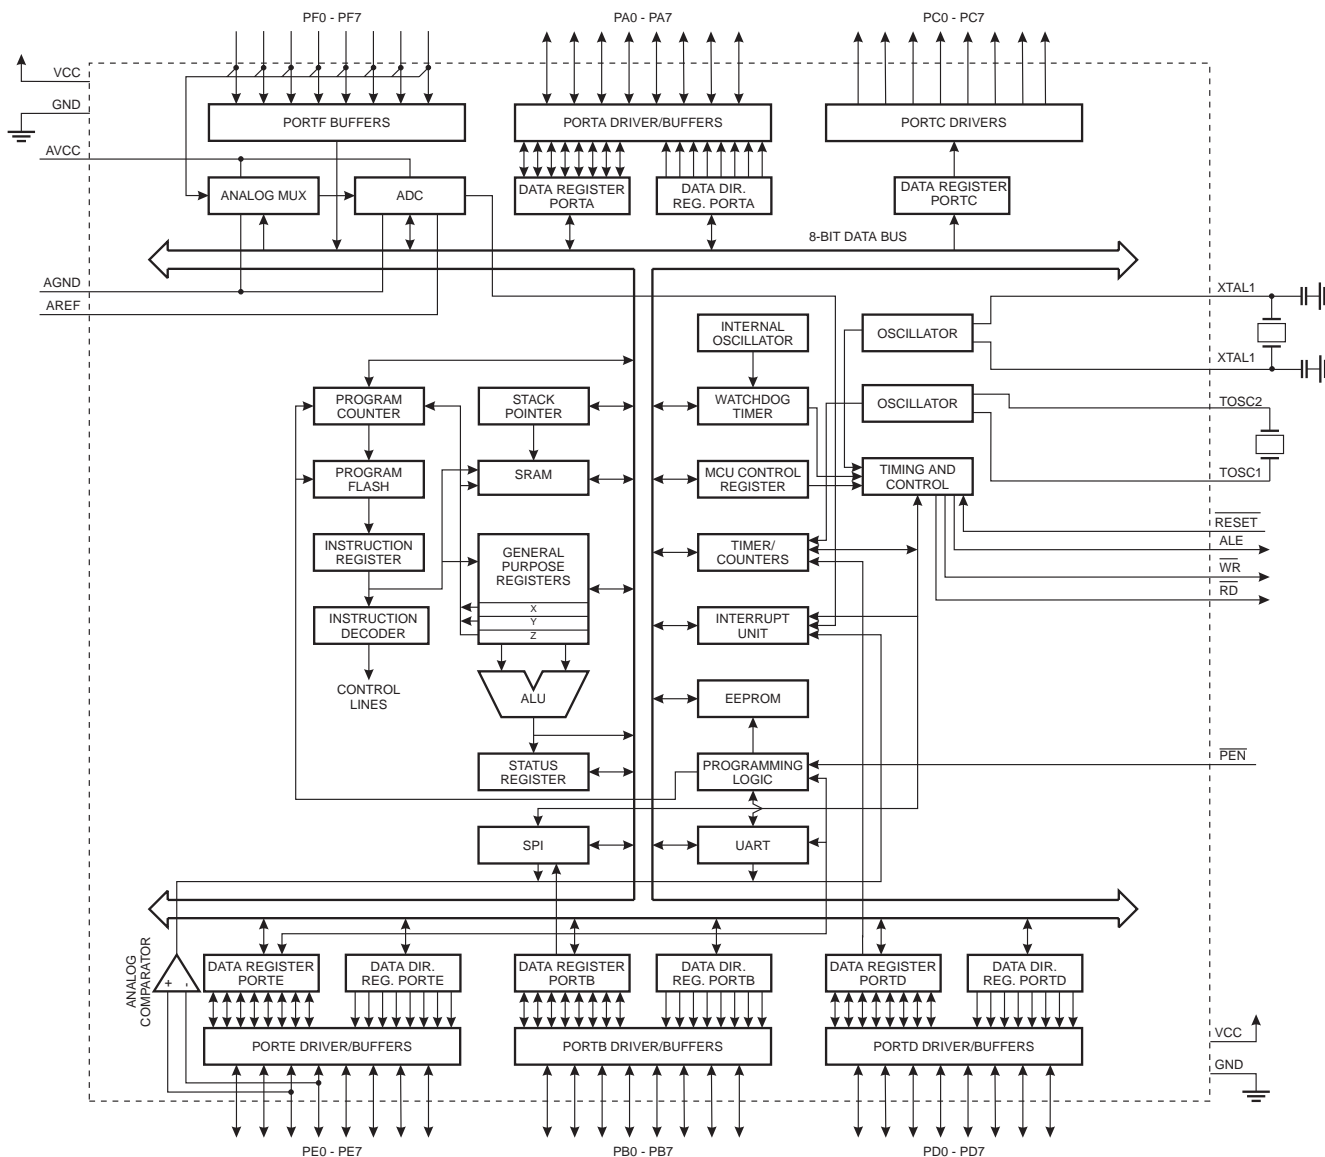 PF0 - PF7
PA0 - PA7
PC0 - PC7
VCC
GND
PORTF BUFFERS
PORTA DRIVER/BUFFERS
PORTC DRIVERS
AVCC
ANALOG MUX
ADC
DATA REGISTER
PORTA
DATA DIR.
REG. PORTA
DATA REGISTER
PORTC
8-BIT DATA BUS
AGND
AREF
XTAL1
INTERNAL
OSCILLATOR
OSCILLATOR
XTAL1
PROGRAM
COUNTER
STACK
POINTER
WATCHDOG
TIMER
OSCILLATOR
TOSC2
PROGRAM
FLASH
SRAM
MCU CONTROL
REGISTER
TIMING AND
CONTROL
TOSC1
RESET
INSTRUCTION
REGISTER
GENERAL
PURPOSE
REGISTERS
TIMER/
COUNTERS
ALE
WR
RD
X
Y
Z
INSTRUCTION
DECODER
INTERRUPT
UNIT
CONTROL
LINES
ALU
EEPROM
STATUS
REGISTER
PROGRAMMING
LOGIC
PEN
SPI
UART
ANALOG
COMPARATOR
+
-
DATA REGISTER
PORTE
DATA DIR.
REG. PORTE
DATA REGISTER
PORTB
DATA DIR.
REG. PORTB
DATA REGISTER
PORTD
DATA DIR.
REG. PORTD
PORTE DRIVER/BUFFERS
PORTB DRIVER/BUFFERS
PORTD DRIVER/BUFFERS
VCC
GND
PE0 - PE7
PB0 - PB7
PD0 - PD7